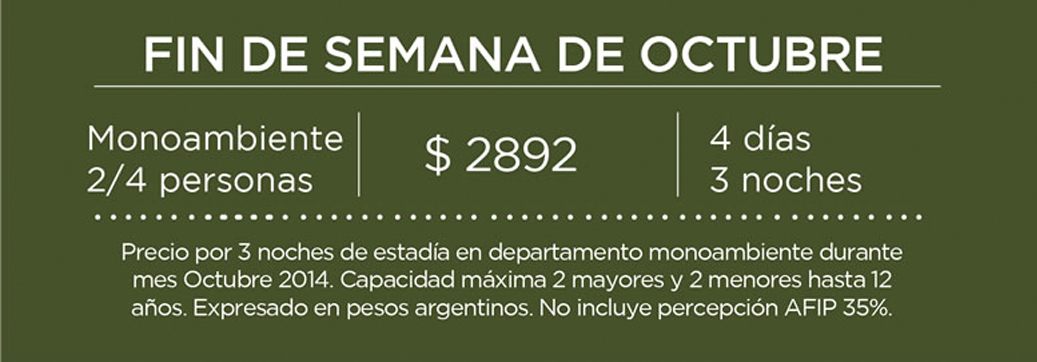 FIN DE SEMANA DE OCTUBRE
Monoambiente
2/4 personas
$ 2892
4 días
3 noches
Precio por 3 noches de estadía en departamento monoambiente durante
mes Octubre 2014. Capacidad máxima 2 mayores y 2 menores hasta 12
años. Expresado en pesos argentinos. No incluye percepción AFIP 35%.